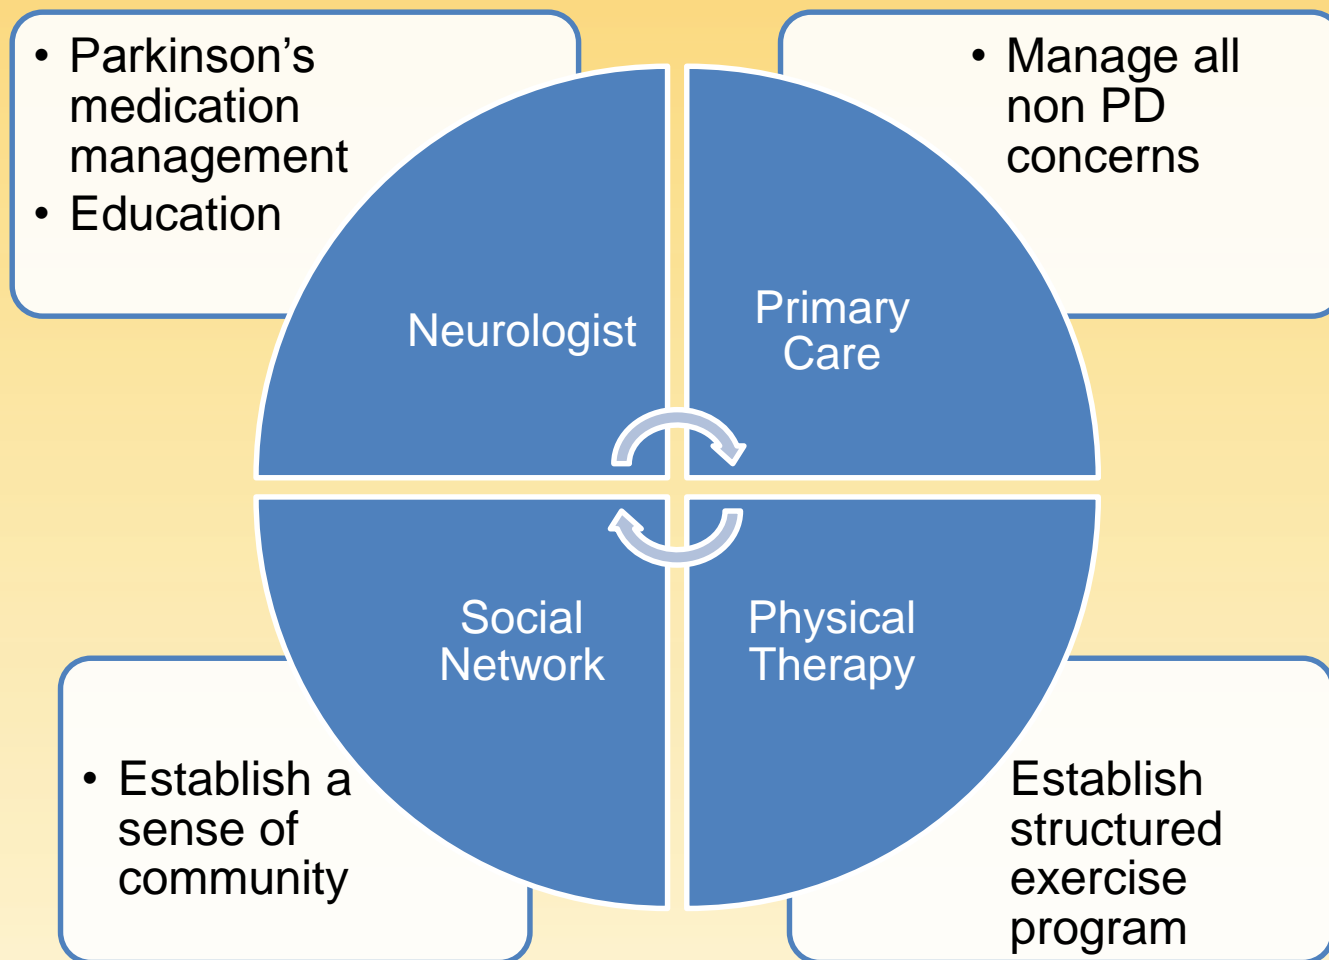 • Parkinson’s
medication
management
• Education
• Manage all
non PD
concerns
Neurologist
Primary
Care
Social
Network
Physical
Therapy
• Establish a
sense of
community
Establish
structured
exercise
program